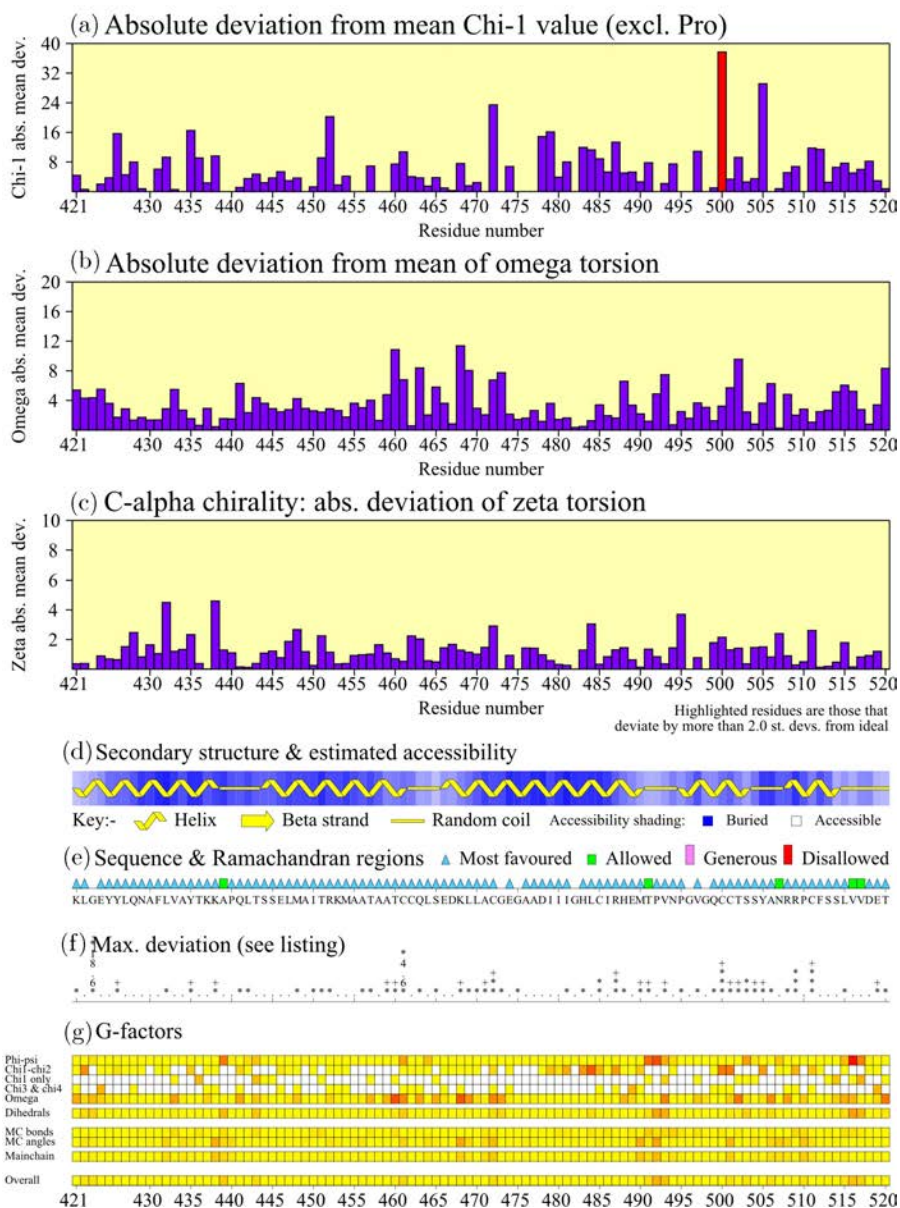 (a) Absolute deviation from mean Chi-1 value (excl. Pro)
Chi-1 abs. mean dev.
40
32
24
16
8
421 430 435 440 445 450 455 460 465 470 475 480 485 490 495 500 505 510 515 520
Residue number
(b) Absolute deviation from mean of omega torsion
Omega abs. mean dev.
20
16
12
8
4
421 430 435 440 445 450 455 460 465 470 475 480 485 490 495 500 505 510 515 520
Residue number
(c) C-alpha chirality: abs. deviation of zeta torsion
Zeta abs. mean dev.
10
8
6
4
2
421 430 435 440 445 450 455 460 465 470 475 480 485 490 495 500 505 510 515 520
Residue number
Highlighted residues are those that
deviate by more than 2.0 st. devs. from ideal
(d) Secondary structure & estimated accessibility
Key:- Helix Beta strand Random coil Accessibility shading: Buried Accessible
(e) Sequence & Ramachandran regions Most favoured Allowed Generous Disallowed
KLGEYYLQNAFLVAYTKKAPQLTSSELMAITRKMAATAATCCQLSEDKLLACGEGAADIIIGHLCIRHEMTPVNPGVGQCCTSSYANRRPCFSSLVVDET
(f) Max. deviation (see listing)
(g) G-factors
Phi-psi
Chi1-chi2
Chi1 only
Chi3 & chi4
Omega
Dihedrals
MC bonds
MC angles
Mainchain
Overall
421 430 435 440 445 450 455 460 465 470 475 480 485 490 495 500 505 510 515 520